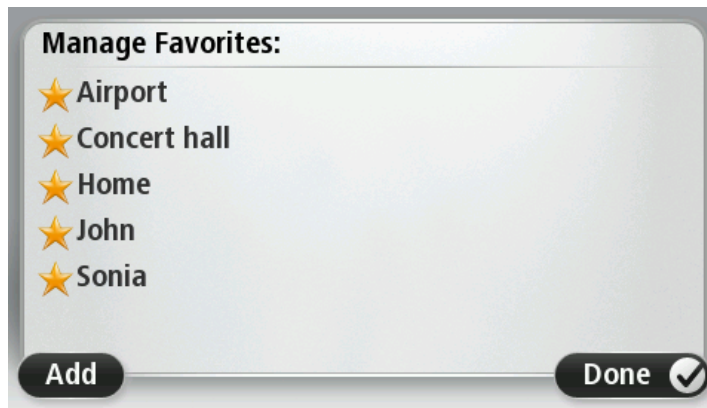 Manage Favorites:
Airport
Concert hall
Home
John
Sonia
Add
Done